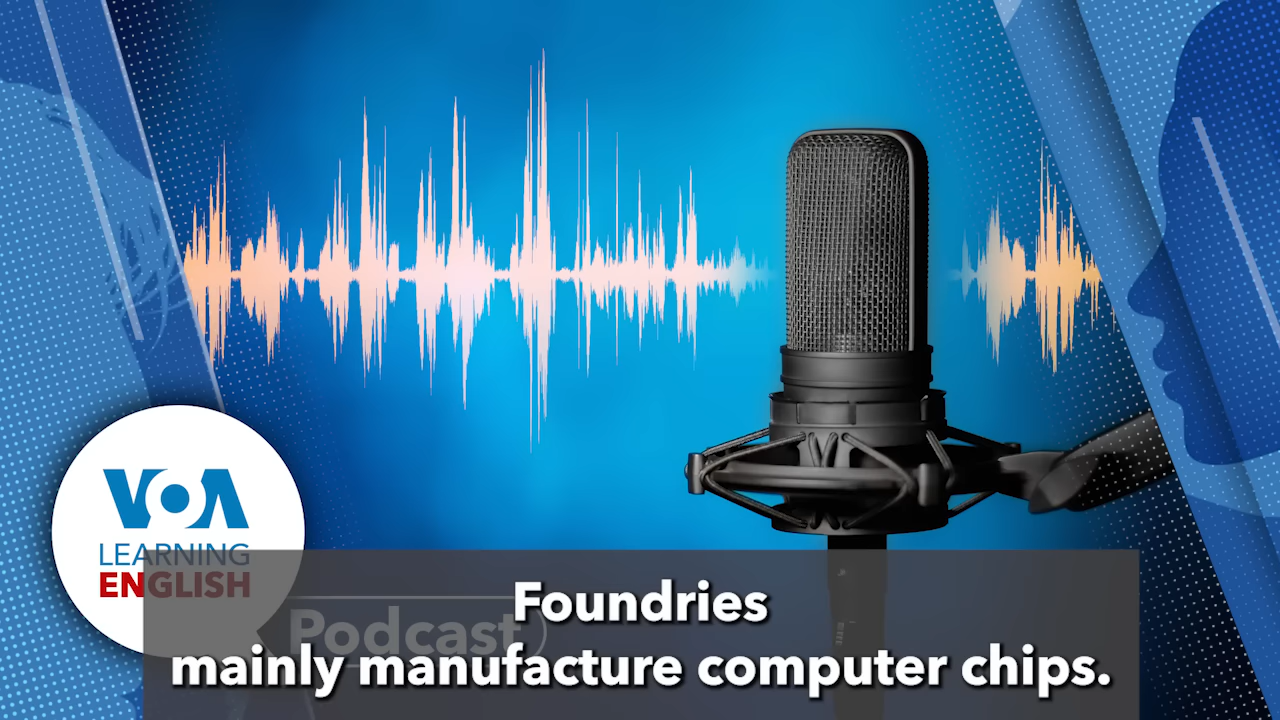 VOA
LEARNING
ENGLISH
Podcast
Foundries
mainly manufacture computer chips.